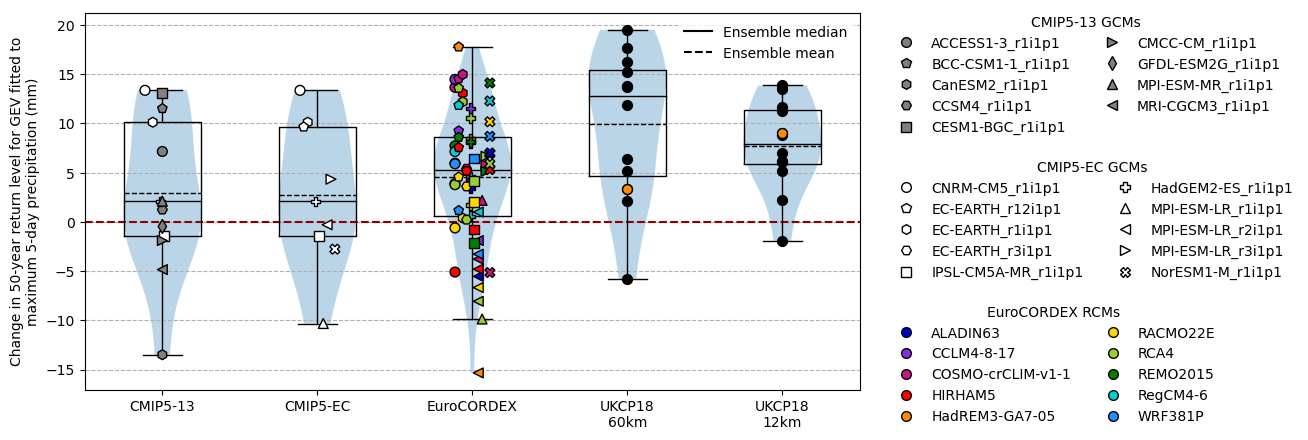 Change in 50-year return level for GEV fitted to
maximum 5-day precipitation (mm)
20
15
10
5
0
−5
−10
−15
CMIP5-13
CMIP5-EC
EuroCORDEX
UKCP18
60km
UKCP18
12km
Ensemble median
Ensemble mean
CMIP5-13 GCMs
ACCESS1-3_r1i1p1
BCC-CSM1-1_r1i1p1
CanESM2_r1i1p1
CCSM4_r1i1p1
CESM1-BGC_r1i1p1
CMCC-CM_r1i1p1
GFDL-ESM2G_r1i1p1
MPI-ESM-MR_r1i1p1
MRI-CGCM3_r1i1p1
CMIP5-EC GCMs
CNRM-CM5_r1i1p1
EC-EARTH_r12i1p1
EC-EARTH_r1i1p1
EC-EARTH_r3i1p1
IPSL-CM5A-MR_r1i1p1
HadGEM2-ES_r1i1p1
MPI-ESM-LR_r1i1p1
MPI-ESM-LR_r2i1p1
MPI-ESM-LR_r3i1p1
NorESM1-M_r1i1p1
EuroCORDEX RCMs
ALADIN63
CCLM4-8-17
COSMO-crCLIM-v1-1
HIRHAM5
HadREM3-GA7-05
RACMO22E
RCA4
REMO2015
RegCM4-6
WRF381P